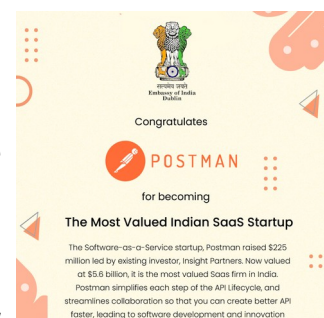 सत्यमेव जयते
Embassy of India
Dublin
Congratulates
POSTMAN
for becoming
The Most Valued Indian SaaS Startup
The Software-as-a-Service startup, Postman raised $225
million led by existing investor, Insight Partners. Now valued
at $5.6 billion, it is the most valued Saas firm in India.
Postman simplifies each step of the API Lifecycle, and
streamlines collaboration so that you can create better API
faster, leading to software development and innovation